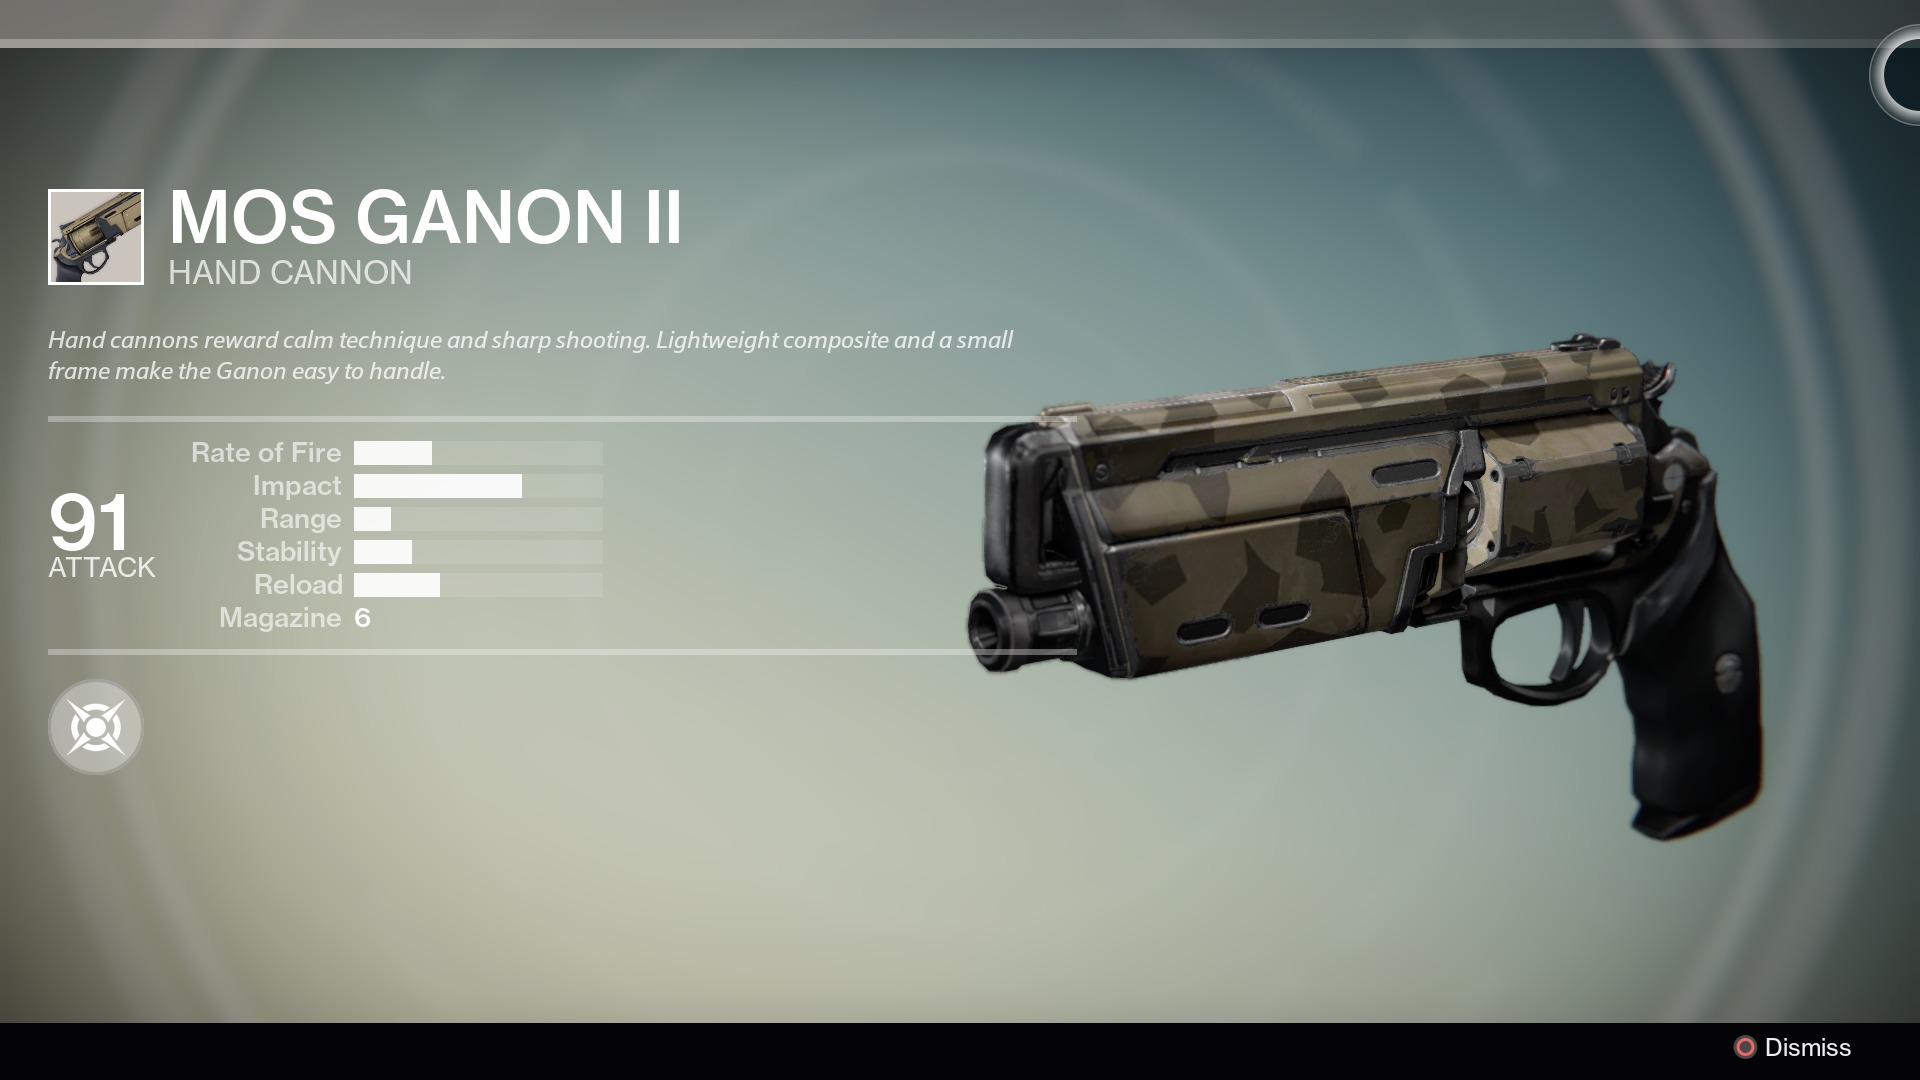 MOS GANON II
HAND CANNON
Hand cannons reward calm technique and sharp shooting. Lightweight composite and a small
frame make the Ganon easy to handle.
91
ATTACK
Rate of Fire
Impact
Range
Stability
Reload
Magazine 6
Dismiss